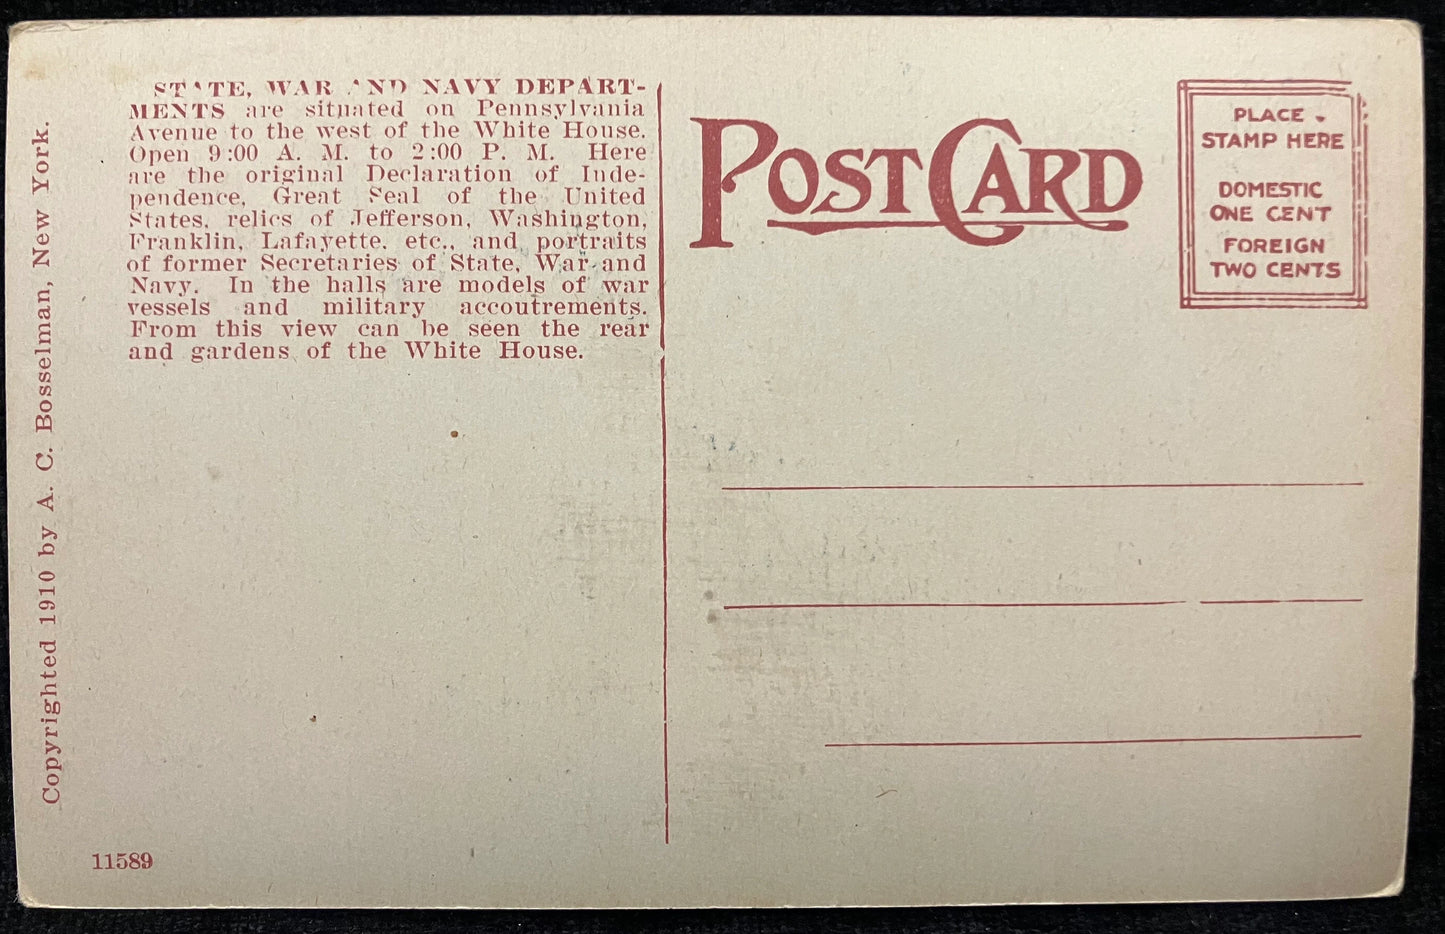 STATE, WAR AND NAVY DEPART-
MENTS are situated on Pennsylvania
Avenue to the west of the White House.
Open 9:00 A. M. to 2:00 P. M. Here
are the original Declaration of Inde-
pendence, Great Seal of the United
States, relics of Jefferson, Washington,
Franklin, Lafayette, etc., and portraits
of former Secretaries of State, War and
Navy. In the halls are models of war
vessels and military accoutrements.
From this view can be seen the rear
and gardens of the White House.
Copyrighted 1910 by A. C. Bosselman, New York.
11589
POST CARD
PLACE
STAMP HERE
DOMESTIC
ONE CENT
FOREIGN
TWO CENTS